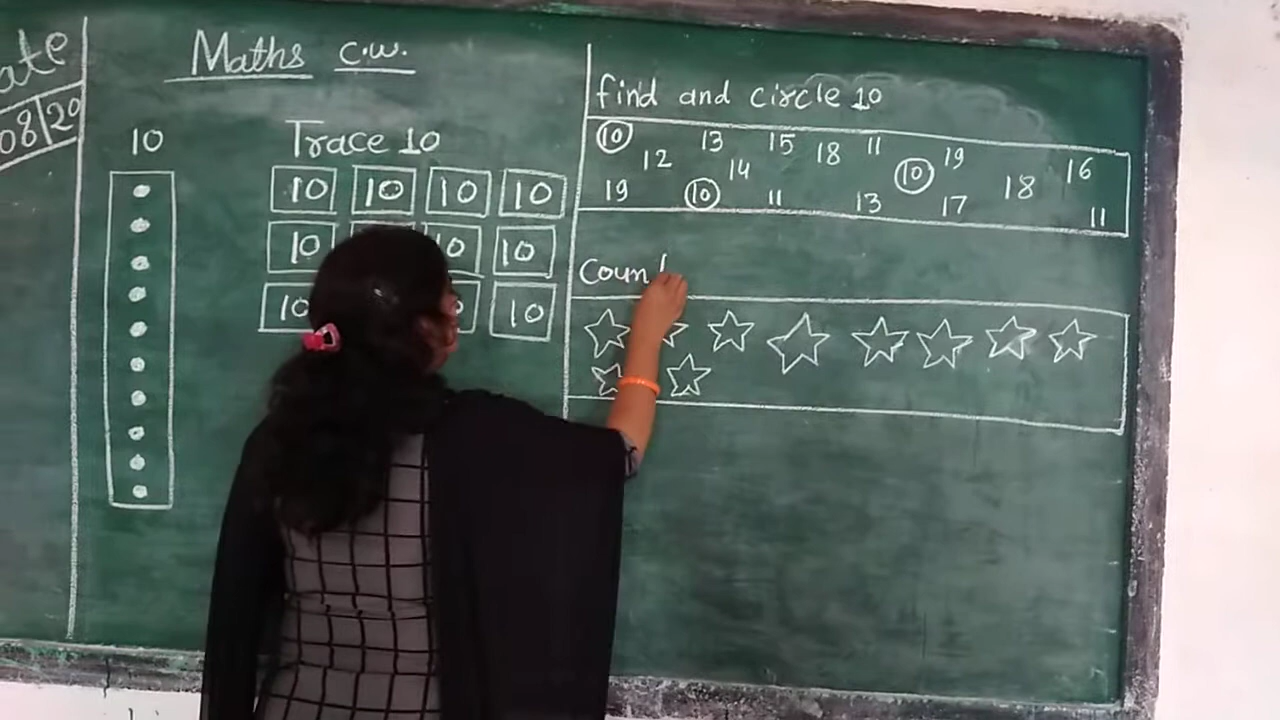 ate
08/20
Maths c.w.
10
Trace 10
10 10 10 10
10 10 10
10 10
find and circle 10
10 13 15 18 11 19 16
12 14 10 18
19 10 11 13 17 11
Coun